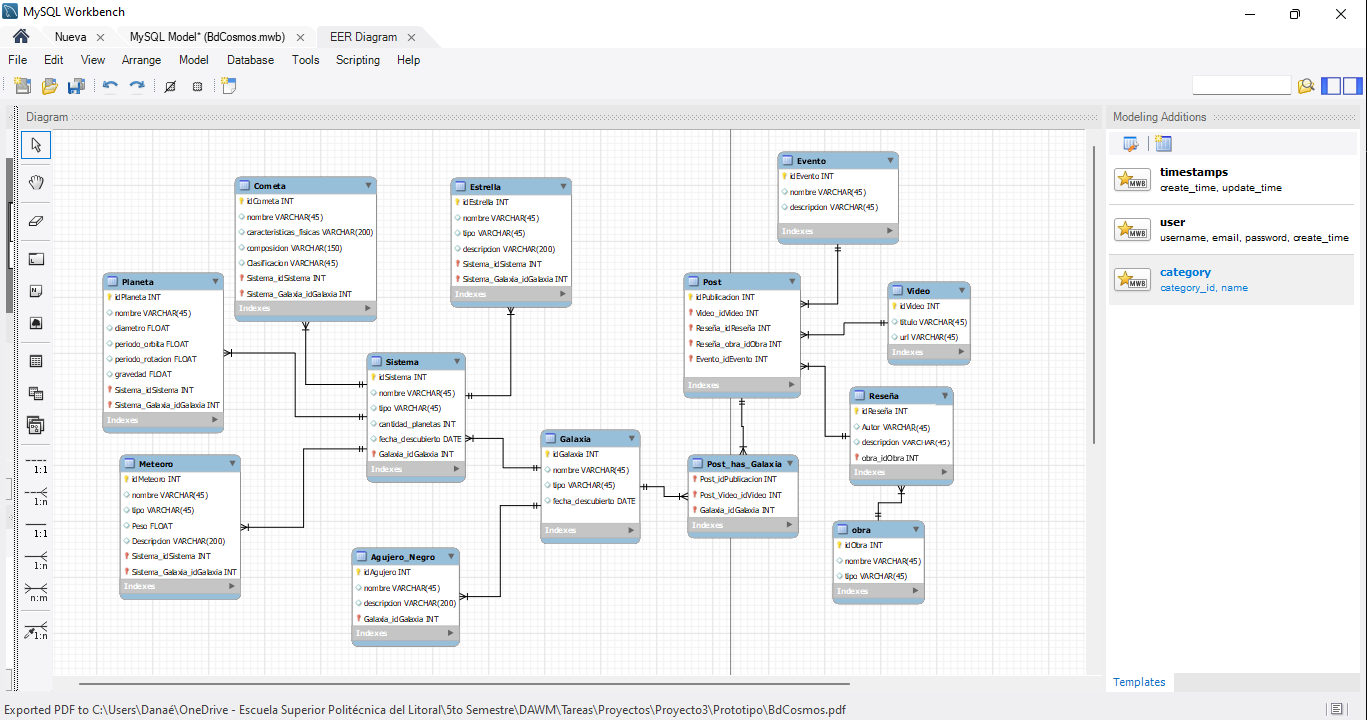 MySQL Workbench
Nueva
MySQL Model* (BdCosmos.mwb)
EER Diagram
File Edit View Arrange Model Database Tools Scripting Help
Diagram
1:1
1:n
1:1
1:n
n:m
1:n
Cometa
idCometa INT
nombre VARCHAR(45)
caracteristicas_fisicas VARCHAR(200)
composicion VARCHAR(150)
Clasificacion VARCHAR(45)
Sistema_idSistema INT
Sistema_Galaxia_idGalaxia INT
Indexes
Estrella
idEstrella INT
nombre VARCHAR(45)
tipo VARCHAR(45)
descripcion VARCHAR(200)
Sistema_idSistema INT
Sistema_Galaxia_idGalaxia INT
Indexes
Evento
idEvento INT
nombre VARCHAR(45)
descripcion VARCHAR(45)
Indexes
Planeta
idPlaneta INT
nombre VARCHAR(45)
diametro FLOAT
periodo_orbita FLOAT
periodo_rotacion FLOAT
gravedad FLOAT
Sistema_idSistema INT
Sistema_Galaxia_idGalaxia INT
Indexes
Post
idPublicacion INT
Video_idVideo INT
Reseña_idReseña INT
Reseña_obra_idObra INT
Evento_idEvento INT
Indexes
Video
idVideo INT
titulo VARCHAR(45)
url VARCHAR(45)
Indexes
Sistema
idSistema INT
nombre VARCHAR(45)
tipo VARCHAR(45)
cantidad_planetas INT
fecha_descubierto DATE
Galaxia_idGalaxia INT
Indexes
Reseña
idReseña INT
Autor VARCHAR(45)
descripcion VARCHAR(45)
obra_idObra INT
Indexes
Galaxia
idGalaxia INT
nombre VARCHAR(45)
tipo VARCHAR(45)
fecha_descubierto DATE
Indexes
Meteoro
idMeteoro INT
nombre VARCHAR(45)
tipo VARCHAR(45)
Peso FLOAT
Descripcion VARCHAR(200)
Sistema_idSistema INT
Sistema_Galaxia_idGalaxia INT
Indexes
Post_has_Galaxia
Post_idPublicacion INT
Post_Video_idVideo INT
Galaxia_idGalaxia INT
Indexes
obra
idObra INT
nombre VARCHAR(45)
tipo VARCHAR(45)
Indexes
Agujero_Negro
idAgujero INT
nombre VARCHAR(45)
descripcion VARCHAR(200)
Galaxia_idGalaxia INT
Indexes
Modeling Additions
MWB
timestamps
create_time, update_time
MWB
user
username, email, password, create_time
MWB
category
category_id, name
Templates
Exported PDF to C:\Users\Danaé\OneDrive - Escuela Superior Politécnica del Litoral\5to Semestre\DAWM\Tareas\Proyectos\Proyecto3\Prototipo\BdCosmos.pdf